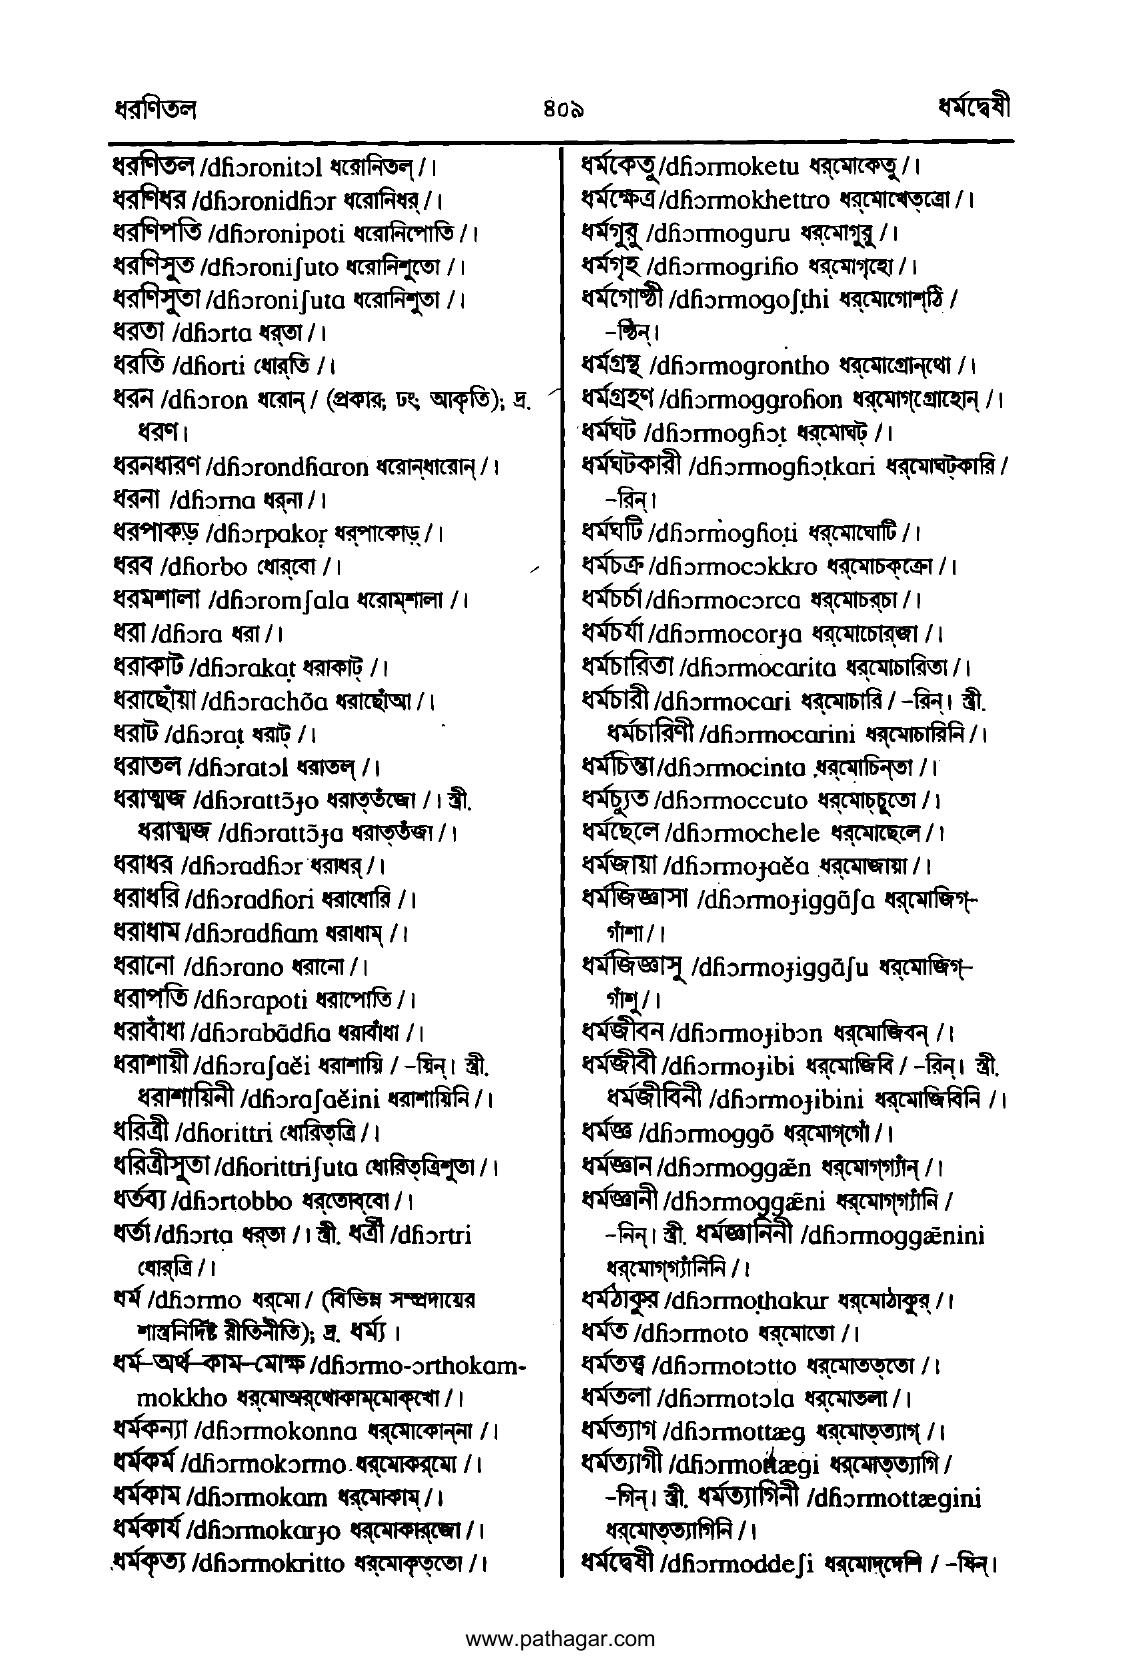 ধরণিতল
৪০৯
ধর্মদ্বেষী
ধরণিতল /dɦɔronitɔl ধরোনিতল্ / ।
ধরণিধর /dɦɔronidɦɔr ধরোনিধর্ / ।
ধরণিপতি /dɦɔronipoti ধরোনিপোতি / ।
ধরণিসুত /dɦɔroniʃuto ধরোনিশুতো / ।
ধরণিসুতা /dɦɔroniʃuta ধরোনিশুতা / ।
ধরতা /dɦɔrta ধর্‌তা / ।
ধরতি /dɦorti ধোর্‌তি / ।
ধরন /dɦɔron ধরোন্ / (প্রকার; ঢং; আকৃতি); দ্র.
ধরণ।
ধরনধারণ /dɦɔrondɦaron ধরোন্‌ধারোন্ / ।
ধরনা /dɦɔrna ধর্‌না / ।
ধরপাকড় /dɦɔrpakoɽ ধর্‌পাকোড়্ / ।
ধরব /dɦorbo ধোর্‌বো / ।
ধরমশালা /dɦɔromʃala ধরোম্‌শালা / ।
ধরা /dɦɔra ধরা / ।
ধরাকাট /dɦɔrakaʈ ধরাকাট্ / ।
ধরাছোঁয়া /dɦɔrachõa ধরাছোঁআ / ।
ধরাট /dɦɔraʈ ধরাট্ / ।
ধরাতল /dɦɔratɔl ধরাতল্ / ।
ধরাত্মজ /dɦɔrattɔ̃ɟo ধরাত্‌তঁজো / । স্ত্রী.
ধরাত্মজ /dɦɔrattɔ̃ɟa ধরাত্‌তঁজা / ।
ধরাধর /dɦɔradɦɔr ধরাধর্ / ।
ধরাধরি /dɦɔradɦori ধরাধোরি / ।
ধরাধাম /dɦɔradɦam ধরাধাম্ / ।
ধরানো /dɦɔrano ধরানো / ।
ধরাপতি /dɦɔrapoti ধরাপোতি / ।
ধরাবাঁধা /dɦɔrabãdɦa ধরাবাঁধা / ।
ধরাশায়ী /dɦɔraʃaĕi ধরাশায়ি / -য়িন্। স্ত্রী.
ধরাশায়িনী /dɦɔraʃaĕini ধরাশায়িনি / ।
ধরিত্রী /dɦorittri ধোরিত্‌ত্রি / ।
ধরিত্রীসুতা /dɦorittriʃuta ধোরিত্‌ত্রিশুতা / ।
ধর্তব্য /dɦɔrtobbo ধর্‌তোব্‌বো / ।
ধর্তা /dɦɔrta ধর্‌তা / । স্ত্রী. ধর্ত্রী /dɦɔrtri
ধোর্‌ত্রি / ।
ধর্ম /dɦɔrmo ধর্‌মো / (বিভিন্ন সম্প্রদায়ের
শাস্ত্রনির্দিষ্ট রীতিনীতি); দ্র. ধর্ম্য ।
ধর্ম-অর্থ-কাম-মোক্ষ /dɦɔrmo-ɔrthokam-
mokkho ধর্‌মোঅর্‌থোকাম্‌মোক্‌খো / ।
ধর্মকন্যা /dɦɔrmokonna ধর্‌মোকোন্‌না / ।
ধর্মকর্ম /dɦɔrmokɔrmo ধর্‌মোকর্‌মো / ।
ধর্মকাম /dɦɔrmokam ধর্‌মোকাম্ / ।
ধর্মকার্য /dɦɔrmokarɟo ধর্‌মোকার্‌জো / ।
ধর্মকৃত্য /dɦɔrmokritto ধর্‌মোকৃত্‌তো / ।
ধর্মকেতু /dɦɔrmoketu ধর্‌মোকেতু / ।
ধর্মক্ষেত্র /dɦɔrmokhettro ধর্‌মোখেত্‌ত্রো / ।
ধর্মগুরু /dɦɔrmoguru ধর্‌মোগুরু / ।
ধর্মগৃহ /dɦɔrmogriɦo ধর্‌মোগৃহো / ।
ধর্মগোষ্ঠী /dɦɔrmogoʃʈhi ধর্‌মোগোশ্‌ঠি /
-ষ্ঠিন্।
ধর্মগ্রন্থ /dɦɔrmogrontho ধর্‌মোগ্রোন্‌থো / ।
ধর্মগ্রহণ /dɦɔrmoggroɦon ধর্‌মোগ্‌গ্রোহোন্ / ।
ধর্মঘট /dɦɔrmogɦɔʈ ধর্‌মোঘট্ / ।
ধর্মঘটকারী /dɦɔrmogɦɔʈkari ধর্‌মোঘট্‌কারি /
-রিন্।
ধর্মঘটি /dɦɔrmogɦoʈi ধর্‌মোঘোটি / ।
ধর্মচক্র /dɦɔrmocɔkkro ধর্‌মোচক্‌ক্রো / ।
ধর্মচর্চা /dɦɔrmocɔrca ধর্‌মোচর্‌চা / ।
ধর্মচর্যা /dɦɔrmocorɟa ধর্‌মোচোর্‌জা / ।
ধর্মচারিতা /dɦɔrmocarita ধর্‌মোচারিতা / ।
ধর্মচারী /dɦɔrmocari ধর্‌মোচারি / -রিন্। স্ত্রী.
ধর্মচারিণী /dɦɔrmocarini ধর্‌মোচারিনি / ।
ধর্মচিন্তা /dɦɔrmocinta ধর্‌মোচিন্‌তা / ।
ধর্মচ্যুত /dɦɔrmoccuto ধর্‌মোচ্‌চুতো / ।
ধর্মছেলে /dɦɔrmochele ধর্‌মোছেলে / ।
ধর্মজায়া /dɦɔrmoɟaĕa ধর্‌মোজায়া / ।
ধর্মজিজ্ঞাসা /dɦɔrmoɟiggãʃa ধর্‌মোজিগ্‌-
গাঁশা / ।
ধর্মজিজ্ঞাসু /dɦɔrmoɟiggãʃu ধর্‌মোজিগ্‌-
গাঁশু / ।
ধর্মজীবন /dɦɔrmoɟibɔn ধর্‌মোজিবন্ / ।
ধর্মজীবী /dɦɔrmoɟibi ধর্‌মোজিবি / -রিন্। স্ত্রী.
ধর্মজীবিনী /dɦɔrmoɟibini ধর্‌মোজিবিনি / ।
ধর্মজ্ঞ /dɦɔrmoggõ ধর্‌মোগ্‌গোঁ / ।
ধর্মজ্ঞান /dɦɔrmoggæ̃n ধর্‌মোগ্‌গ্যাঁন্ / ।
ধর্মজ্ঞানী /dɦɔrmoggæ̃ni ধর্‌মোগ্‌গ্যাঁনি /
-নিন্। স্ত্রী. ধর্মজ্ঞানিনী /dɦɔrmoggæ̃nini
ধর্‌মোগ্‌গ্যাঁনিনি / ।
ধর্মঠাকুর /dɦɔrmoʈhakur ধর্‌মোঠাকুর্ / ।
ধর্মত /dɦɔrmoto ধর্‌মোতো / ।
ধর্মতত্ত্ব /dɦɔrmotɔtto ধর্‌মোতত্‌তো / ।
ধর্মতলা /dɦɔrmotɔla ধর্‌মোতলা / ।
ধর্মত্যাগ /dɦɔrmottæg ধর্‌মোত্‌ত্যাগ্ / ।
ধর্মত্যাগী /dɦɔrmottægi ধর্‌মোত্‌ত্যাগি /
-গিন্। স্ত্রী. ধর্মত্যাগিনী /dɦɔrmottægini
ধর্‌মোত্‌ত্যাগিনি / ।
ধর্মদ্বেষী /dɦɔrmoddeʃi ধর্‌মোদ্‌দেশি / -ষিন্।
www.pathagar.com